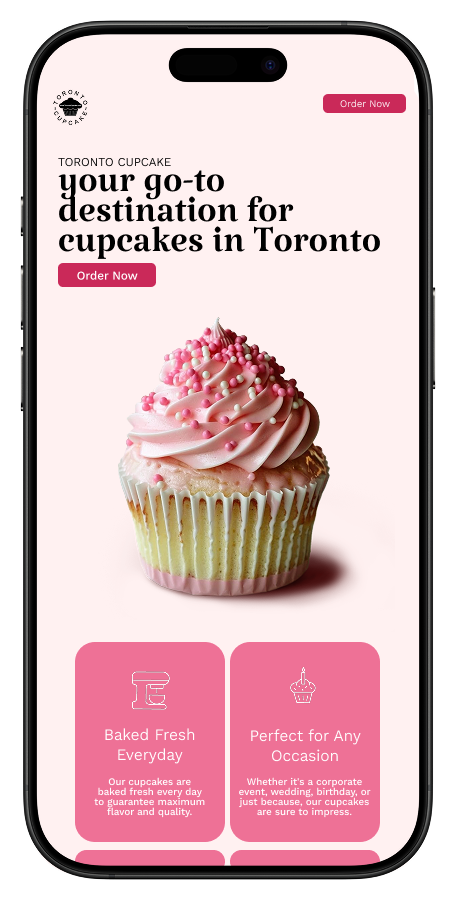 TORONTO
CUPCAKE
Order Now
TORONTO CUPCAKE
your go-to
destination for
cupcakes in Toronto
Order Now
Baked Fresh
Everyday
Our cupcakes are
baked fresh every day
to guarantee maximum
flavor and quality.
Perfect for Any
Occasion
Whether it's a corporate
event, wedding, birthday, or
just because, our cupcakes
are sure to impress.